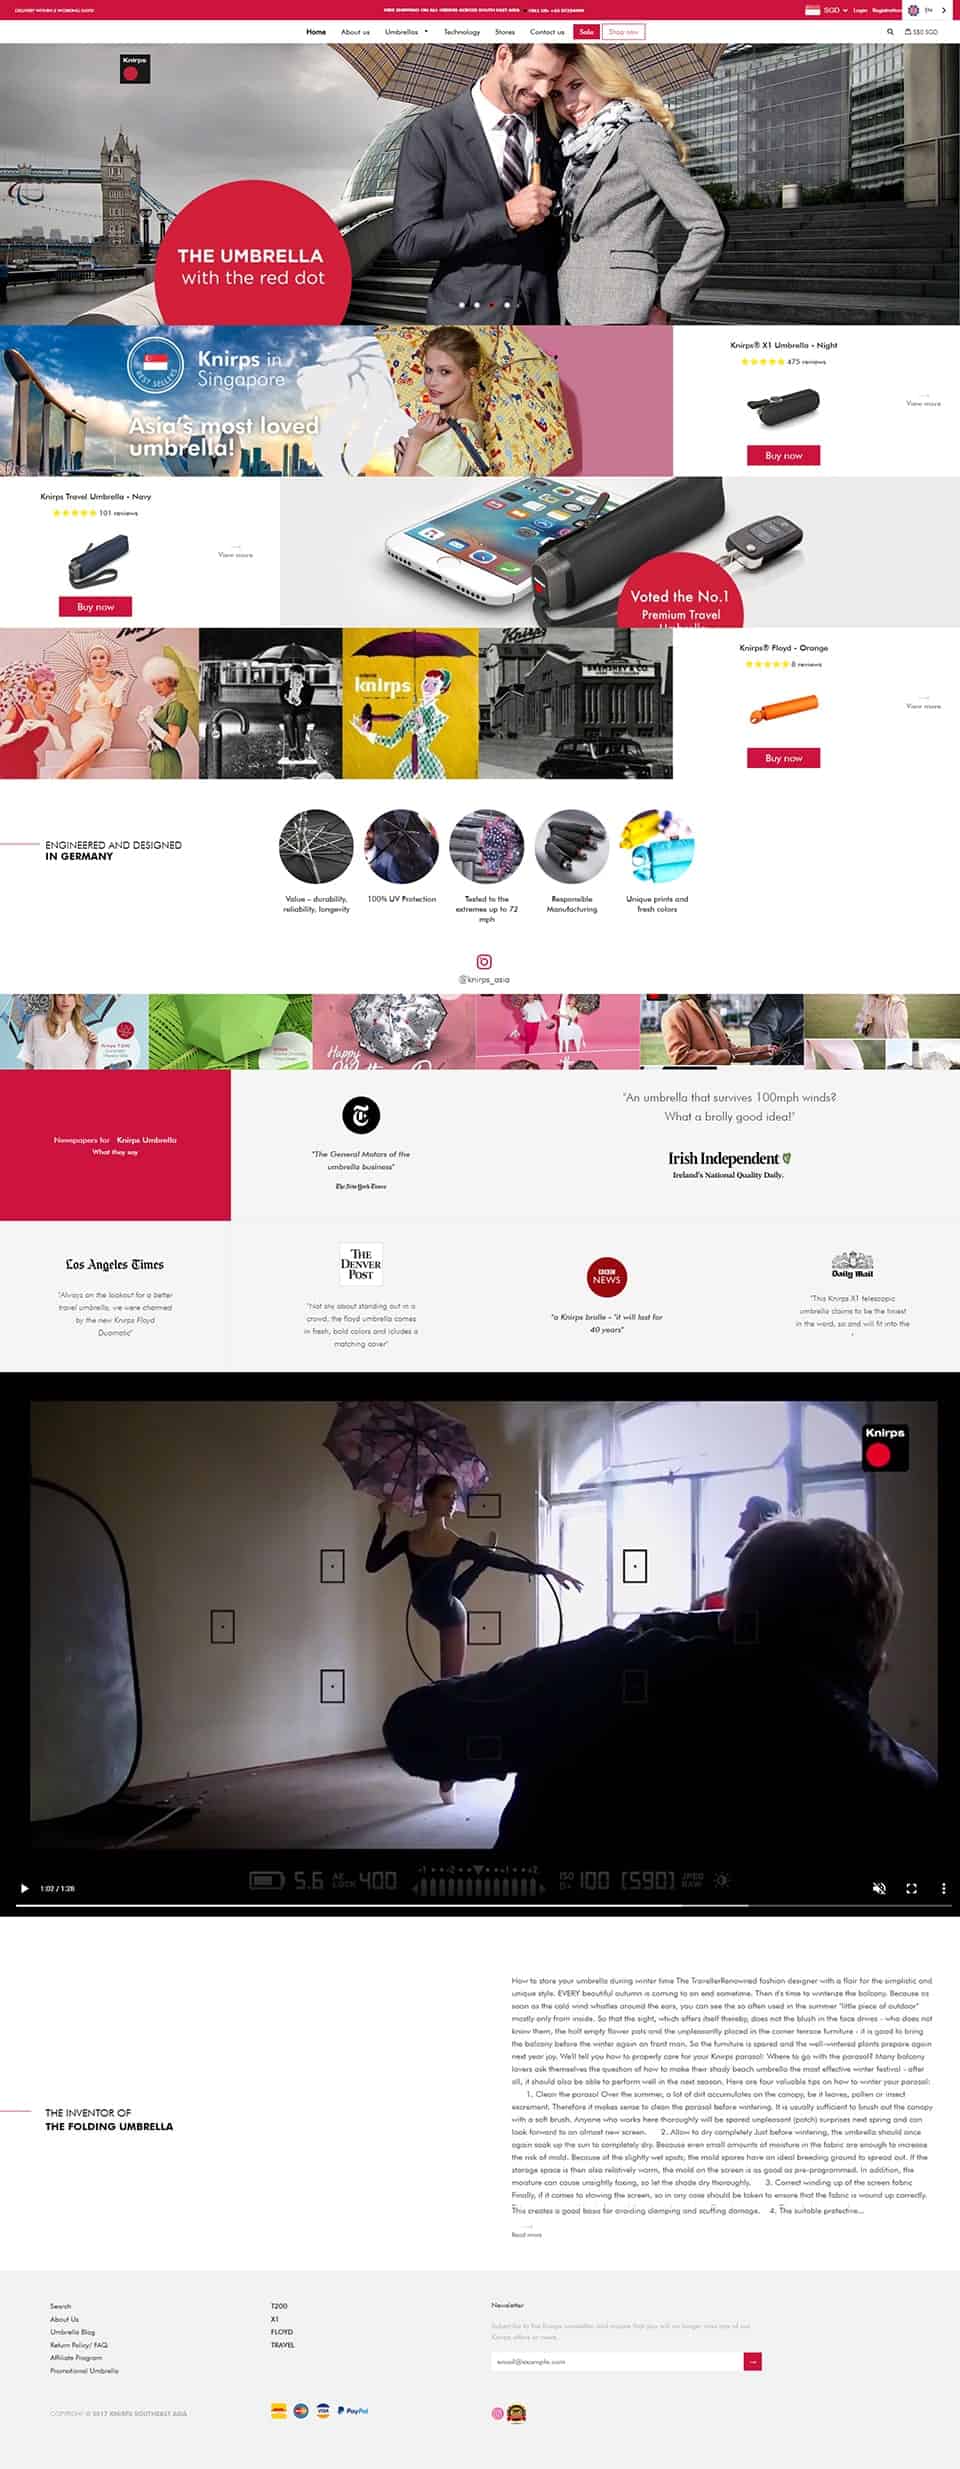 DELIVERY WITHIN 2 WORKING DAYS!
FREE SHIPPING ON ALL ORDERS ACROSS SOUTH EAST ASIA
CALL US:
SGD
Login
Registration
EN
Home
About us
Umbrellas
Technology
Stores
Contact us
Sale
Shop now
S$0 SGD
Knirps
THE UMBRELLA
with the red dot
BEST SELLERS
Knirps in
Singapore
Asia's most loved
umbrella!
Knirps® X1 Umbrella - Night
475 reviews
View more
Buy now
Knirps Travel Umbrella - Navy
101 reviews
View more
Buy now
Voted the No.1
Premium Travel
Umbrella
knirps
Knirps
Knirps® Floyd - Orange
8 reviews
View more
Buy now
ENGINEERED AND DESIGNED
IN GERMANY
Value – durability,
reliability, longevity
100% UV Protection
Tested to the
extremes up to 72
mph
Responsible
Manufacturing
Unique prints and
fresh colors
@knirps_asia
Happy
Newspapers for Knirps Umbrella
What they say
"The General Motors of the
umbrella business"
The New York Times
"An umbrella that survives 100mph winds?
What a brolly good idea!"
Irish Independent
Ireland's National Quality Daily.
Los Angeles Times
"Always on the lookout for a better
travel umbrella, we were charmed
by the new Knirps Floyd
Duomatic"
THE
DENVER
POST
"Not shy about standing out in a
crowd, the floyd umbrella comes
in fresh, bold colors and icludes a
matching cover"
BBC
NEWS
"a Knirps brolle - "it will last for
40 years"
Daily Mail
"This Knirps X1 telescopic
umbrella claims to be the tiniest
in the word, so and will fit into the
Knirps
5.6
AE
LOCK
400
-1
+2
ISO
D+
100
[590]
JPEG
RAW
1:02 / 1:28
How to store your umbrella during winter time The TravellerRenowned fashion designer with a flair for the simplistic and
unique style. EVERY beautiful autumn is coming to an end sometime. Then it's time to winterize the balcony. Because as
soon as the cold wind whistles around the ears, you can see the so often used in the summer "little piece of outdoor"
mostly only from inside. So that the sight, which offers itself thereby, does not the blush in the face drives - who does not
know them, the half empty flower pots and the unpleasantly placed in the corner terrace furniture - it is good to bring
the balcony before the winter again on front man. So the furniture is spared and the well-wintered plants prepare again
next year joy. We'll tell you how to properly care for your Knirps parasol: Where to go with the parasol? Many balcony
lovers ask themselves the question of how to make their shady beach umbrella the most effective winter festival - after
all, it should also be able to perform well in the next season. Here are four valuable tips on how to winter your parasol:
1. Clean the parasol Over the summer, a lot of dirt accumulates on the canopy, be it leaves, pollen or insect
excrement. Therefore it makes sense to clean the parasol before wintering. It is usually sufficient to brush out the canopy
with a soft brush. Anyone who works here thoroughly will be spared unpleasant (patch) surprises next spring and can
look forward to an almost new screen. 2. Allow to dry completely Just before wintering, the umbrella should once
again soak up the sun to completely dry. Because even small amounts of moisture in the fabric are enough to increase
the risk of mold. Because of the slightly wet spots, the mold spores have an ideal breeding ground to spread out. If the
storage space is then also relatively warm, the mold on the screen is as good as pre-programmed. In addition, the
moisture can cause unsightly foxing, so let the shade dry thoroughly. 3. Correct winding up of the screen fabric
Finally, if it comes to stowing the screen, so in any case should be taken to ensure that the fabric is wound up correctly.
This creates a good basis for avoiding clamping and scuffing damage. 4. The suitable protective...
Read more
THE INVENTOR OF
THE FOLDING UMBRELLA
Search
About Us
Umbrella Blog
Return Policy/ FAQ
Affiliate Program
Promotional Umbrella
T200
X1
FLOYD
TRAVEL
Newsletter
Subscribe to the Knirps newsletter and ensure that you will no longer miss any of our
Knirps offers or news.
email@example.com
COPYRIGHT © 2017 KNIRPS SOUTHEAST ASIA
VISA
PayPal